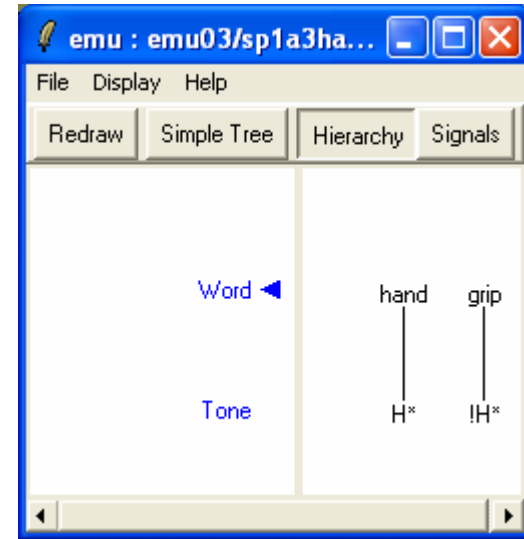 emu : emu03/sp1a3ha...
File Display Help
Redraw Simple Tree Hierarchy Signals
Word hand grip
Tone H* !H*